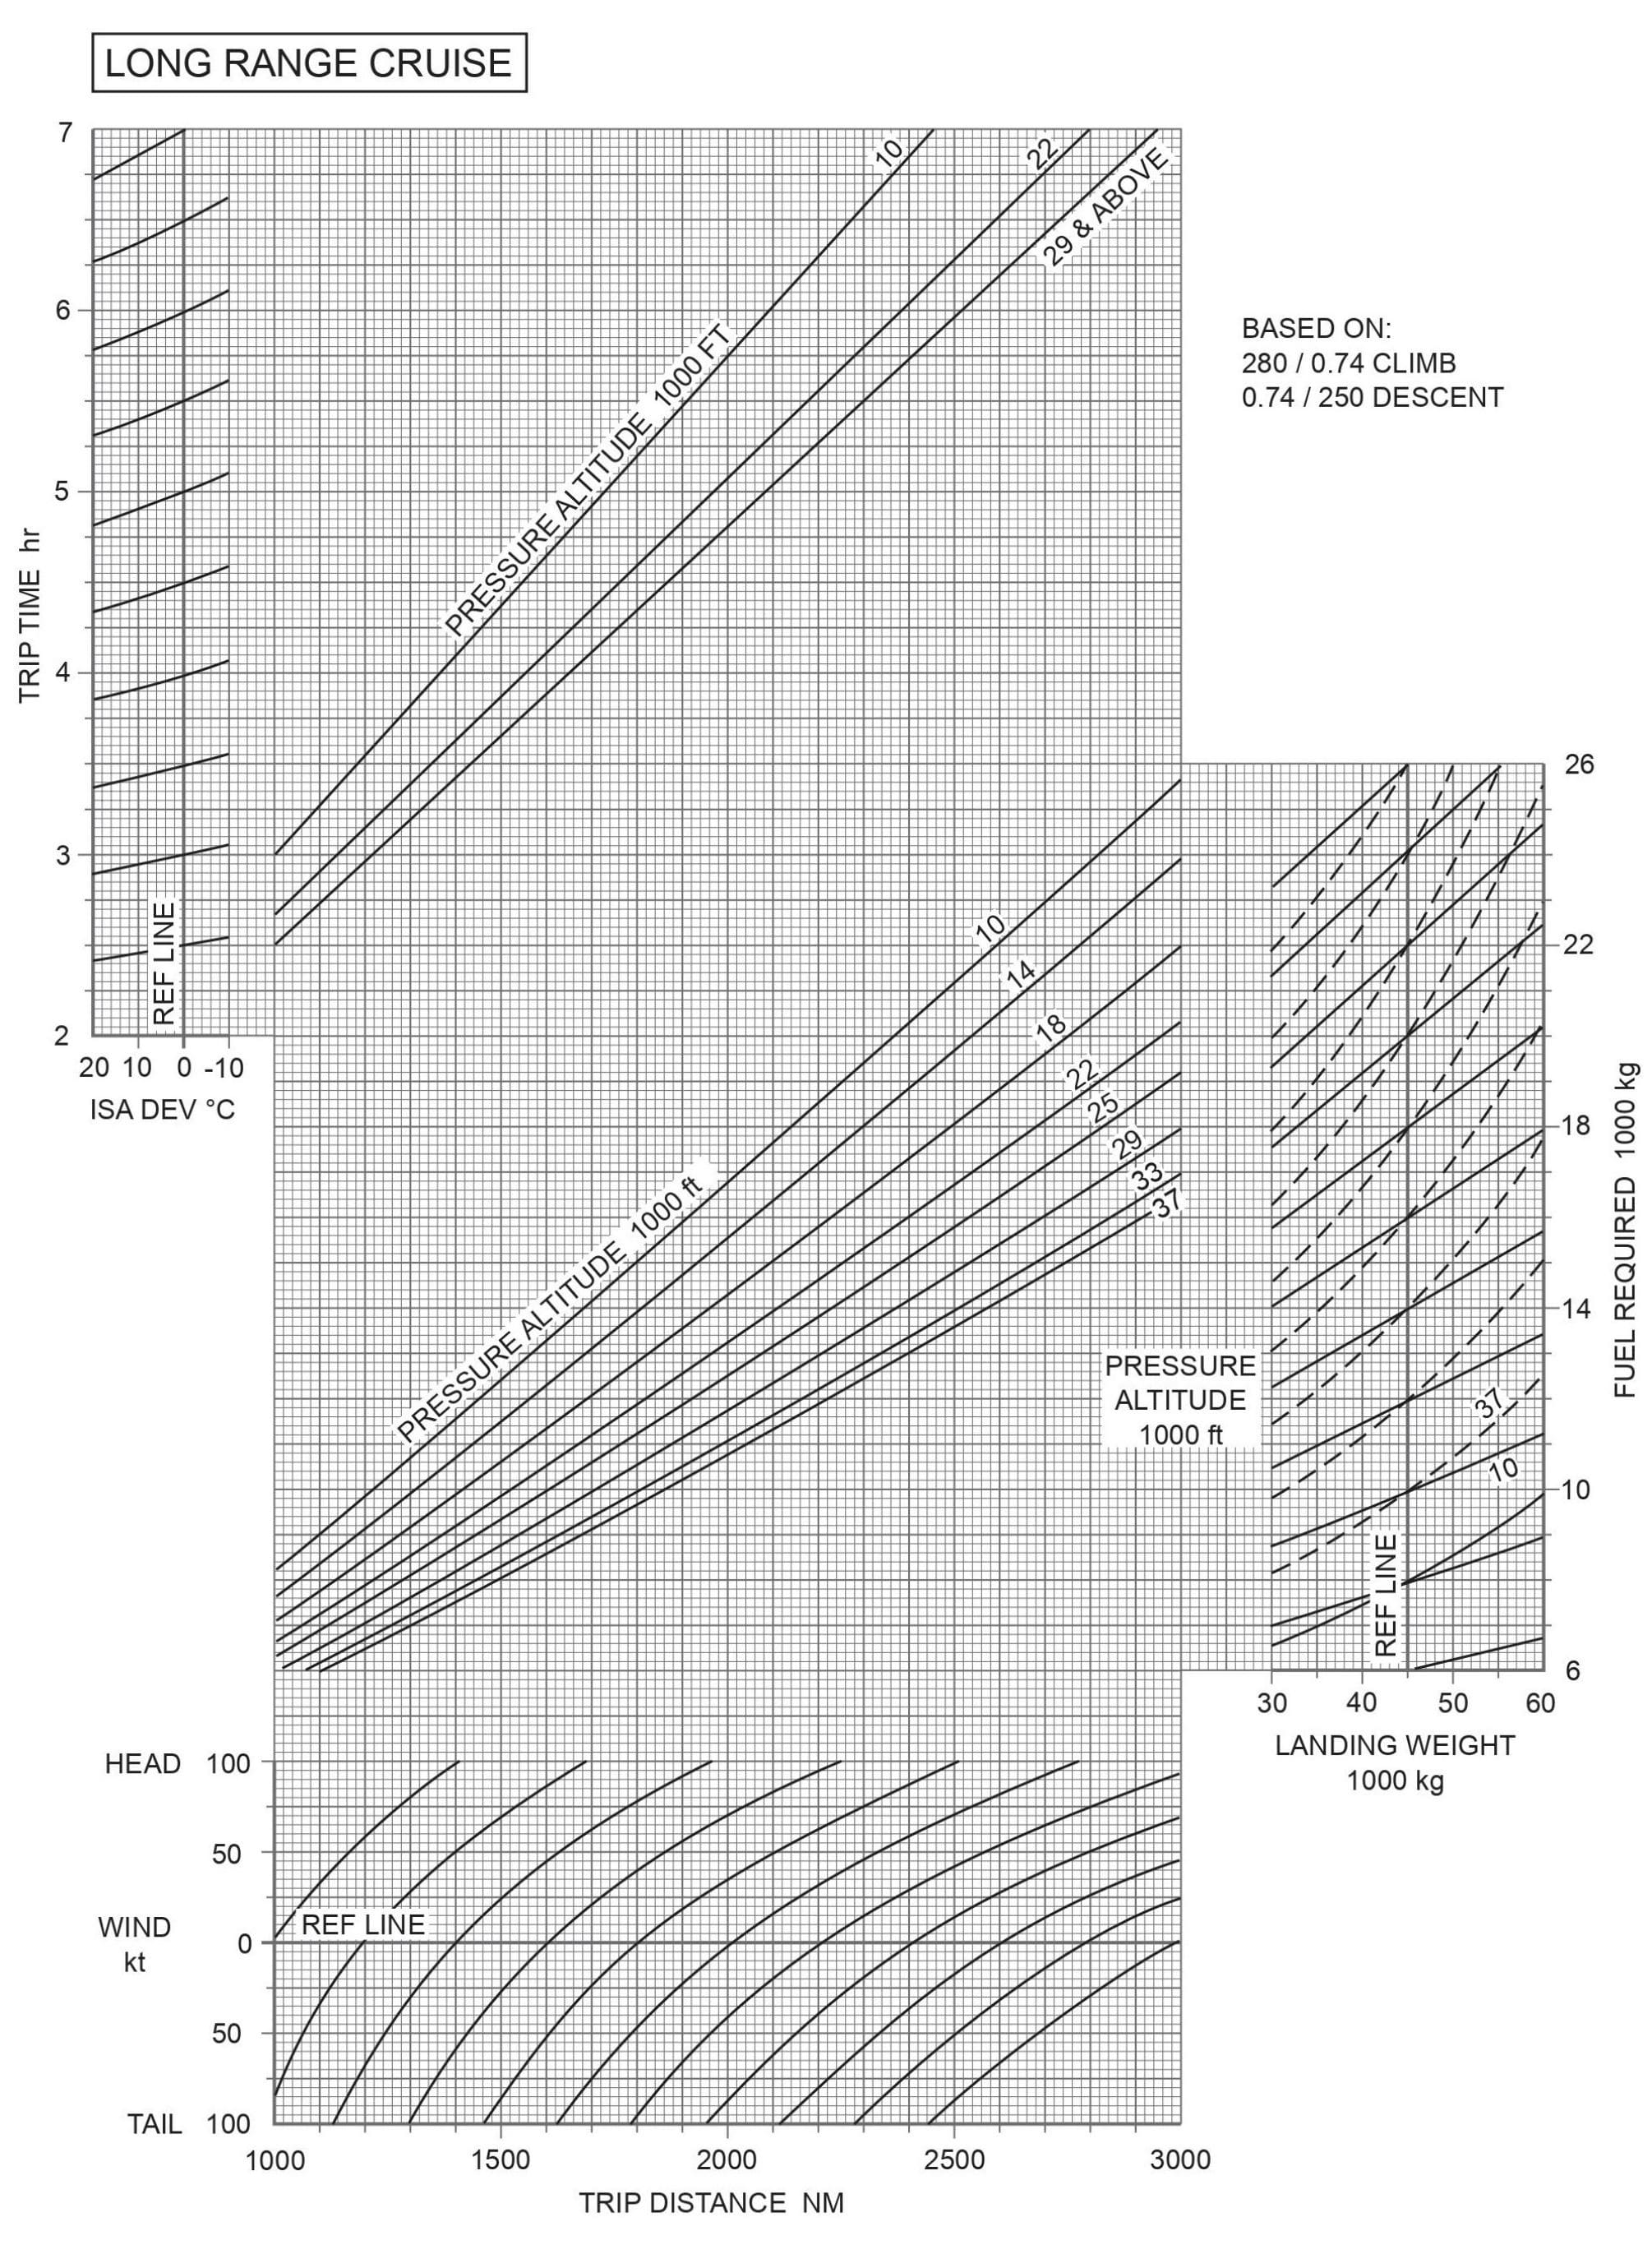 LONG RANGE CRUISE
7
6
5
4
3
2
TRIP TIME hr
REF LINE
20 10 0 -10
ISA DEV °C
10
22
29 & ABOVE
PRESSURE ALTITUDE 1000 FT
BASED ON:
280 / 0.74 CLIMB
0.74 / 250 DESCENT
10
14
18
22
25
29
33
37
PRESSURE ALTITUDE 1000 ft
PRESSURE
ALTITUDE
1000 ft
37
10
REF LINE
26
22
18
14
10
6
FUEL REQUIRED 1000 kg
30 40 50 60
LANDING WEIGHT
1000 kg
HEAD 100
50
WIND
kt
0
50
TAIL 100
REF LINE
1000 1500 2000 2500 3000
TRIP DISTANCE NM